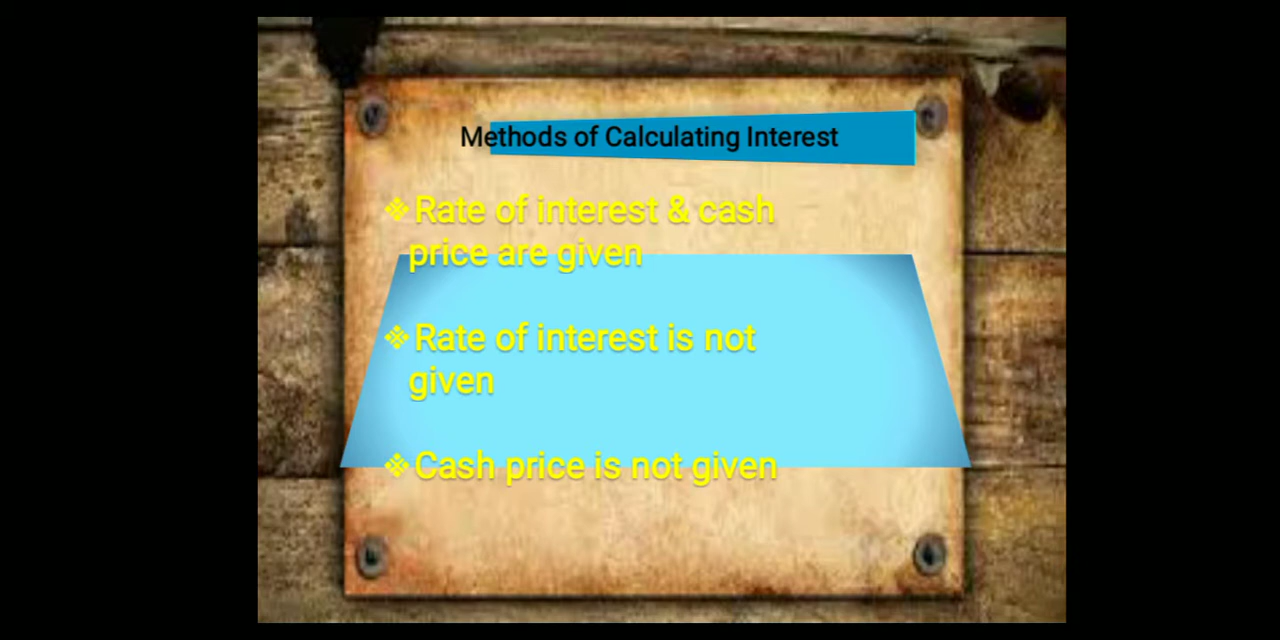 Methods of Calculating Interest
❖Rate of interest & cash
price are given
❖Rate of interest is not
given
❖Cash price is not given